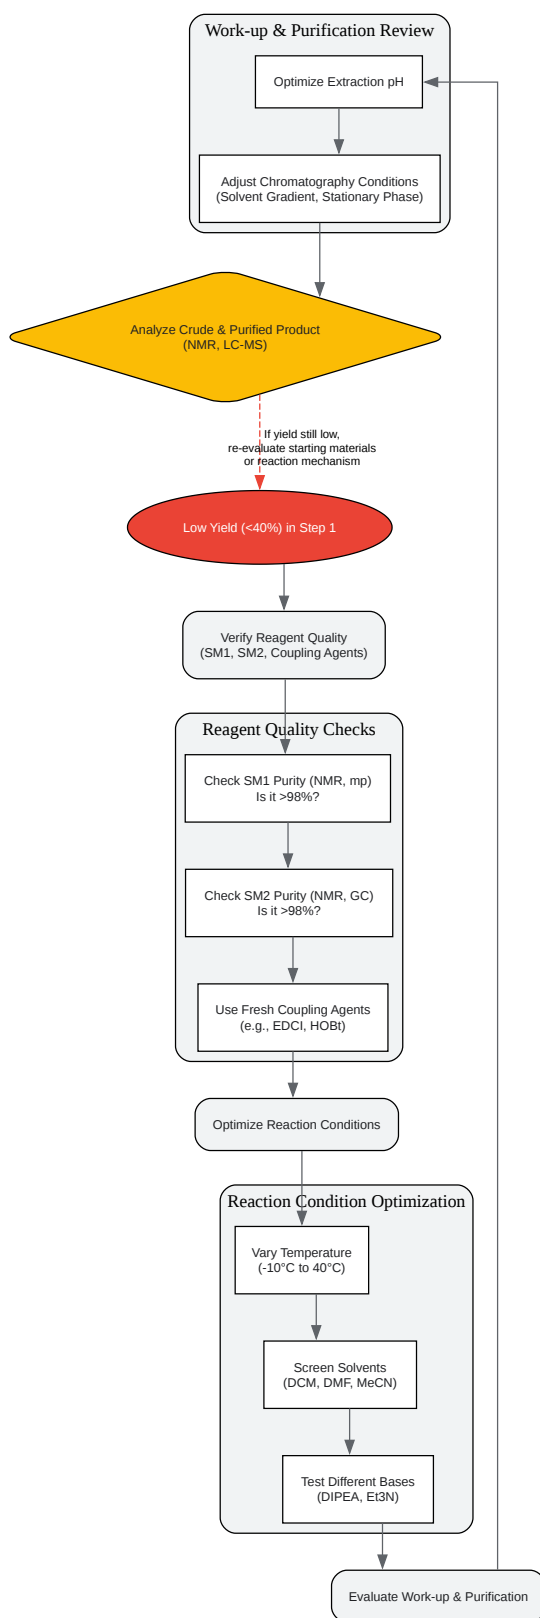 Work-up & Purification Review
Optimize Extraction pH
Adjust Chromatography Conditions
(Solvent Gradient, Stationary Phase)
Analyze Crude & Purified Product
(NMR, LC-MS)
If yield still low,
re-evaluate starting materials
or reaction mechanism
Low Yield (<40%) in Step 1
Verify Reagent Quality
(SM1, SM2, Coupling Agents)
Reagent Quality Checks
Check SM1 Purity (NMR, mp)
Is it >98%?
Check SM2 Purity (NMR, GC)
Is it >98%?
Use Fresh Coupling Agents
(e.g., EDCI, HOBt)
Optimize Reaction Conditions
Reaction Condition Optimization
Vary Temperature
(-10°C to 40°C)
Screen Solvents
(DCM, DMF, MeCN)
Test Different Bases
(DIPEA, Et3N)
Evaluate Work-up & Purification